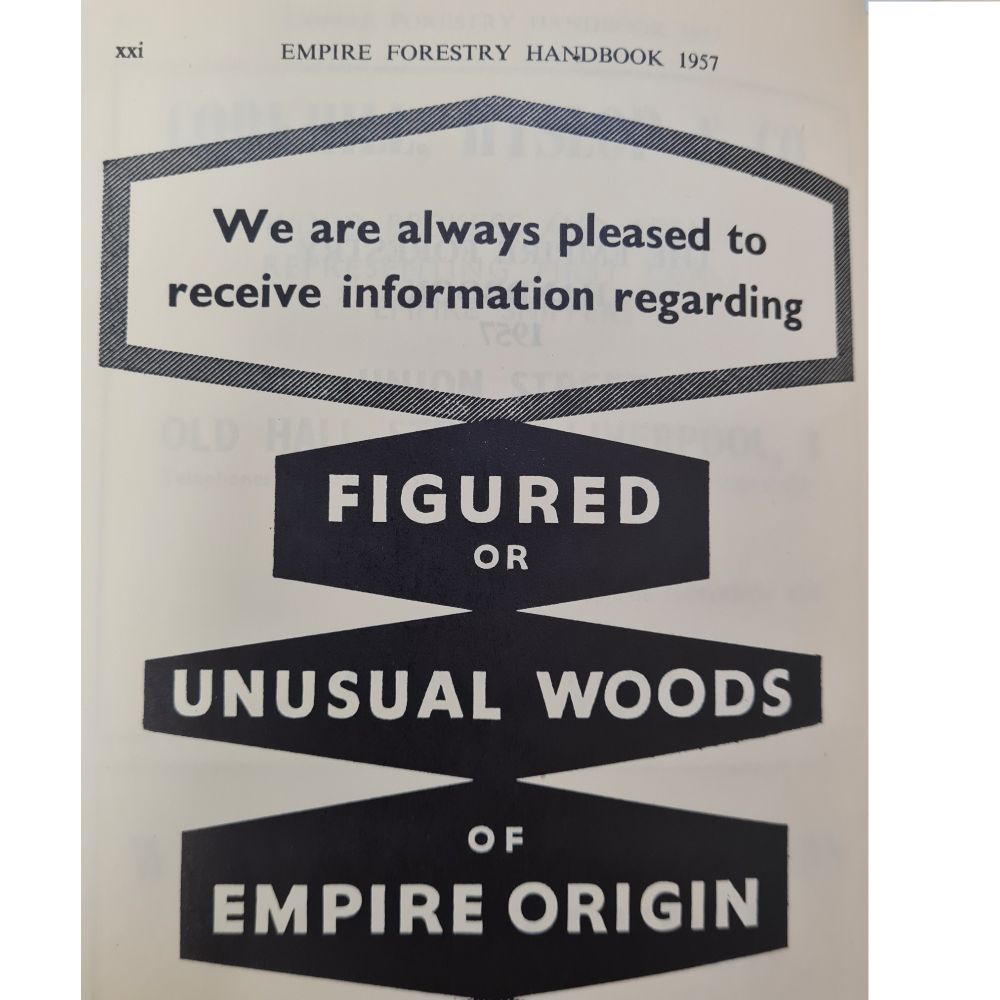 xxi EMPIRE FORESTRY HANDBOOK 1957
We are always pleased to
receive information regarding
FIGURED
OR
UNUSUAL WOODS
OF
EMPIRE ORIGIN